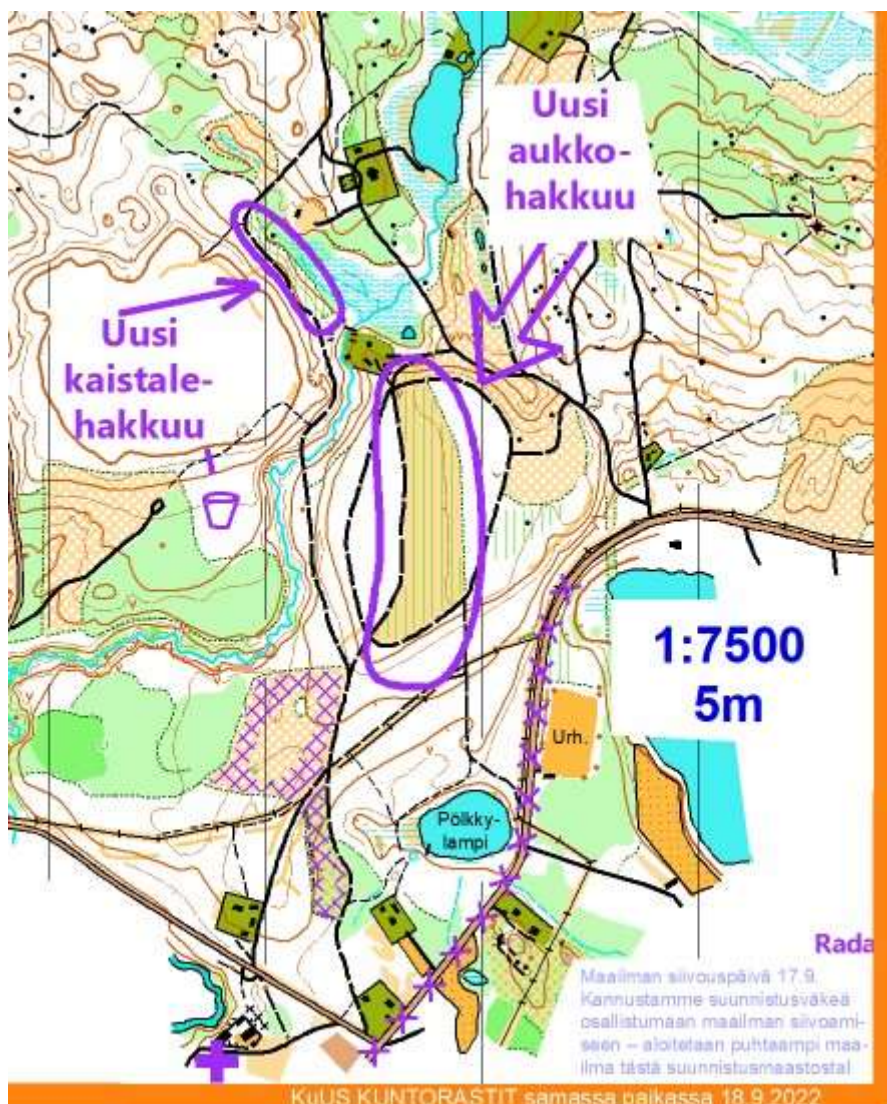 Uusi
aukko-
hakkuu
Uusi
kaistale-
hakkuu
1:7500
5m
Urh.
Pölkky-
lampi
Rada
Maailman siivouspäivä 17.9.
Kannustamme suunnistusväkeä
osallistumaan maailman siivoami-
seen – aloitetaan puhtaampi maa-
ilma tästä suunnistusmaastosta!
KuUS KUNTORASTIT samassa paikassa 18.9.2022